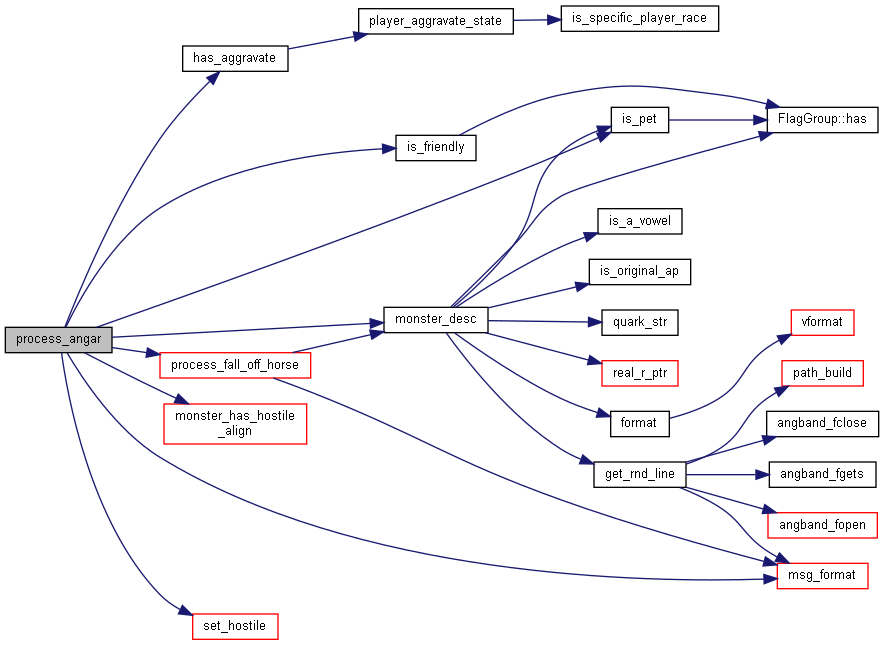 player_aggravate_state
is_specific_player_race
has_aggravate
is_pet
FlagGroup::has
is_friendly
is_a_vowel
is_original_ap
monster_desc
quark_str
vformat
process_angar
process_fall_off_horse
real_r_ptr
path_build
monster_has_hostile
_align
format
angband_fclose
get_rnd_line
angband_fgets
angband_fopen
msg_format
set_hostile